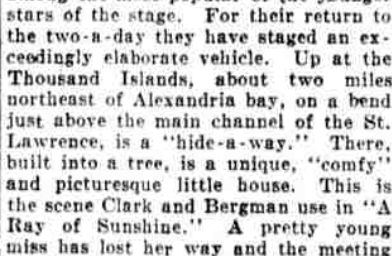 stars of the stage. For their return to
the two-a-day they have staged an ex-
ceedingly elaborate vehicle. Up at the
Thousand Islands, about two miles
northeast of Alexandria bay, on a bend
just above the main channel of the St.
Lawrence, is a "hide-a-way." There,
built into a tree, is a unique, "comfy"
and picturesque little house. This is
the scene Clark and Bergman use in "A
Ray of Sunshine." A pretty young
miss has lost her way and the meeting